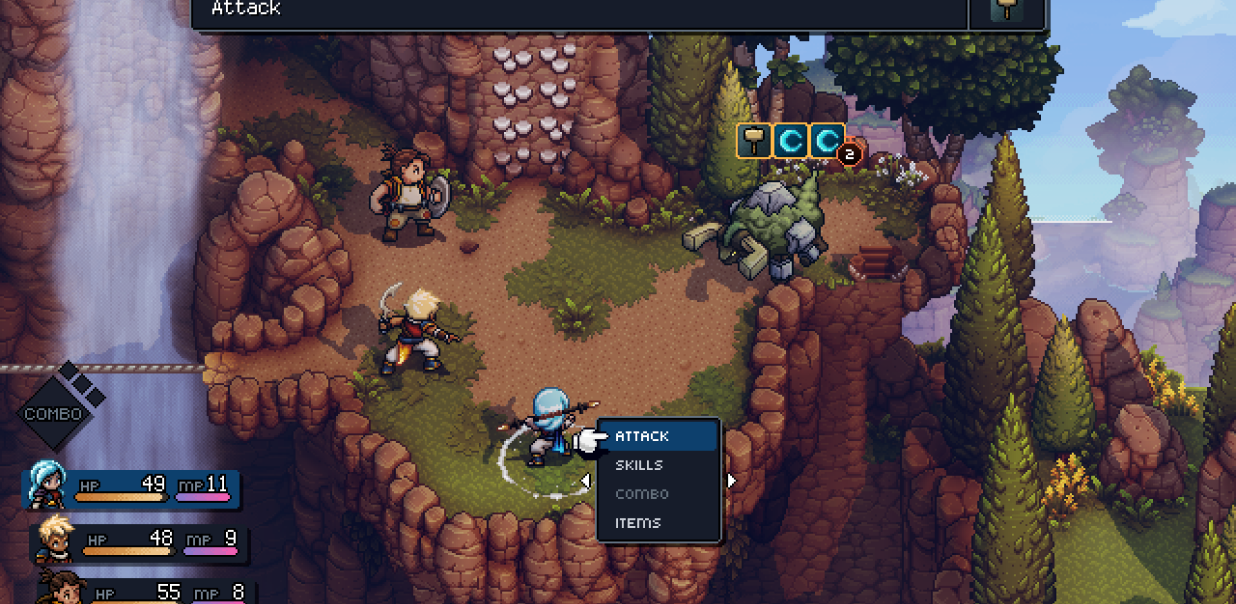 Attack
2
ATTACK
SKILLS
COMBO
ITEMS
COMBO
HP 49 MP 11
HP 48 MP 9
HP 55 MP 8